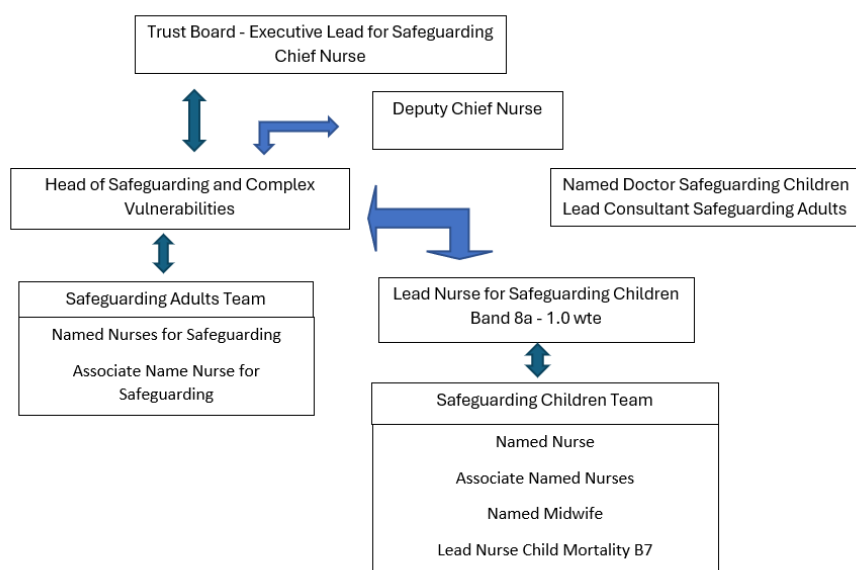 Trust Board - Executive Lead for Safeguarding
Chief Nurse
Deputy Chief Nurse
Head of Safeguarding and Complex
Vulnerabilities
Named Doctor Safeguarding Children
Lead Consultant Safeguarding Adults
Safeguarding Adults Team
Named Nurses for Safeguarding
Associate Name Nurse for
Safeguarding
Lead Nurse for Safeguarding Children
Band 8a - 1.0 wte
Safeguarding Children Team
Named Nurse
Associate Named Nurses
Named Midwife
Lead Nurse Child Mortality B7